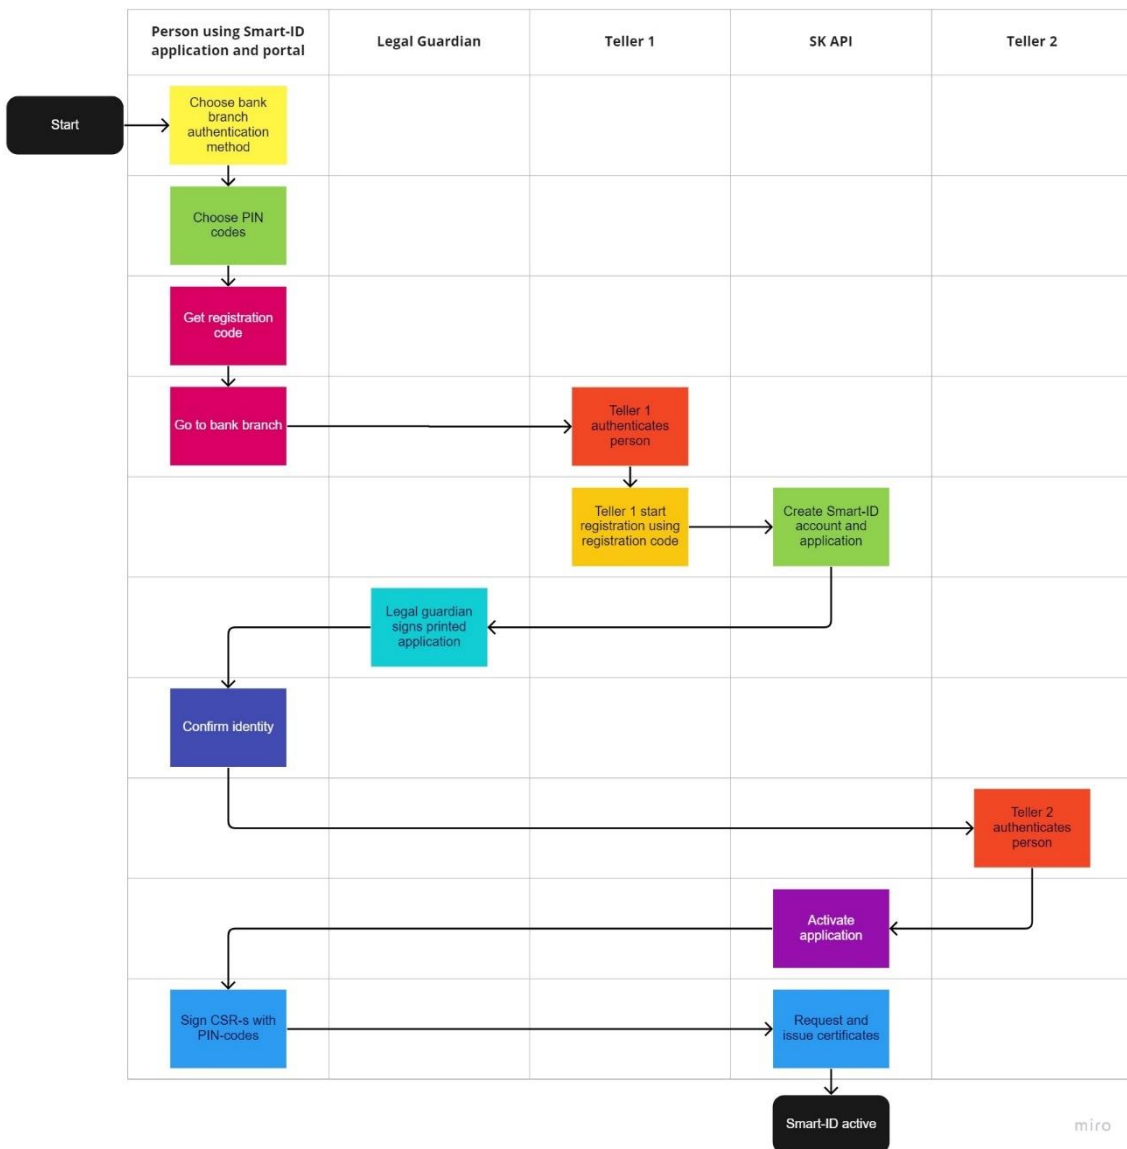 Person using Smart-ID
application and portal
Legal Guardian
Teller 1
SK API
Teller 2
Start
Choose bank
branch
authentication
method
Choose PIN
codes
Get registration
code
Go to bank branch
Teller 1
authenticates
person
Teller 1 start
registration using
registration code
Create Smart-ID
account and
application
Legal guardian
signs printed
application
Confirm identity
Teller 2
authenticates
person
Activate
application
Sign CSR-s with
PIN-codes
Request and
issue certificates
Smart-ID active
miro